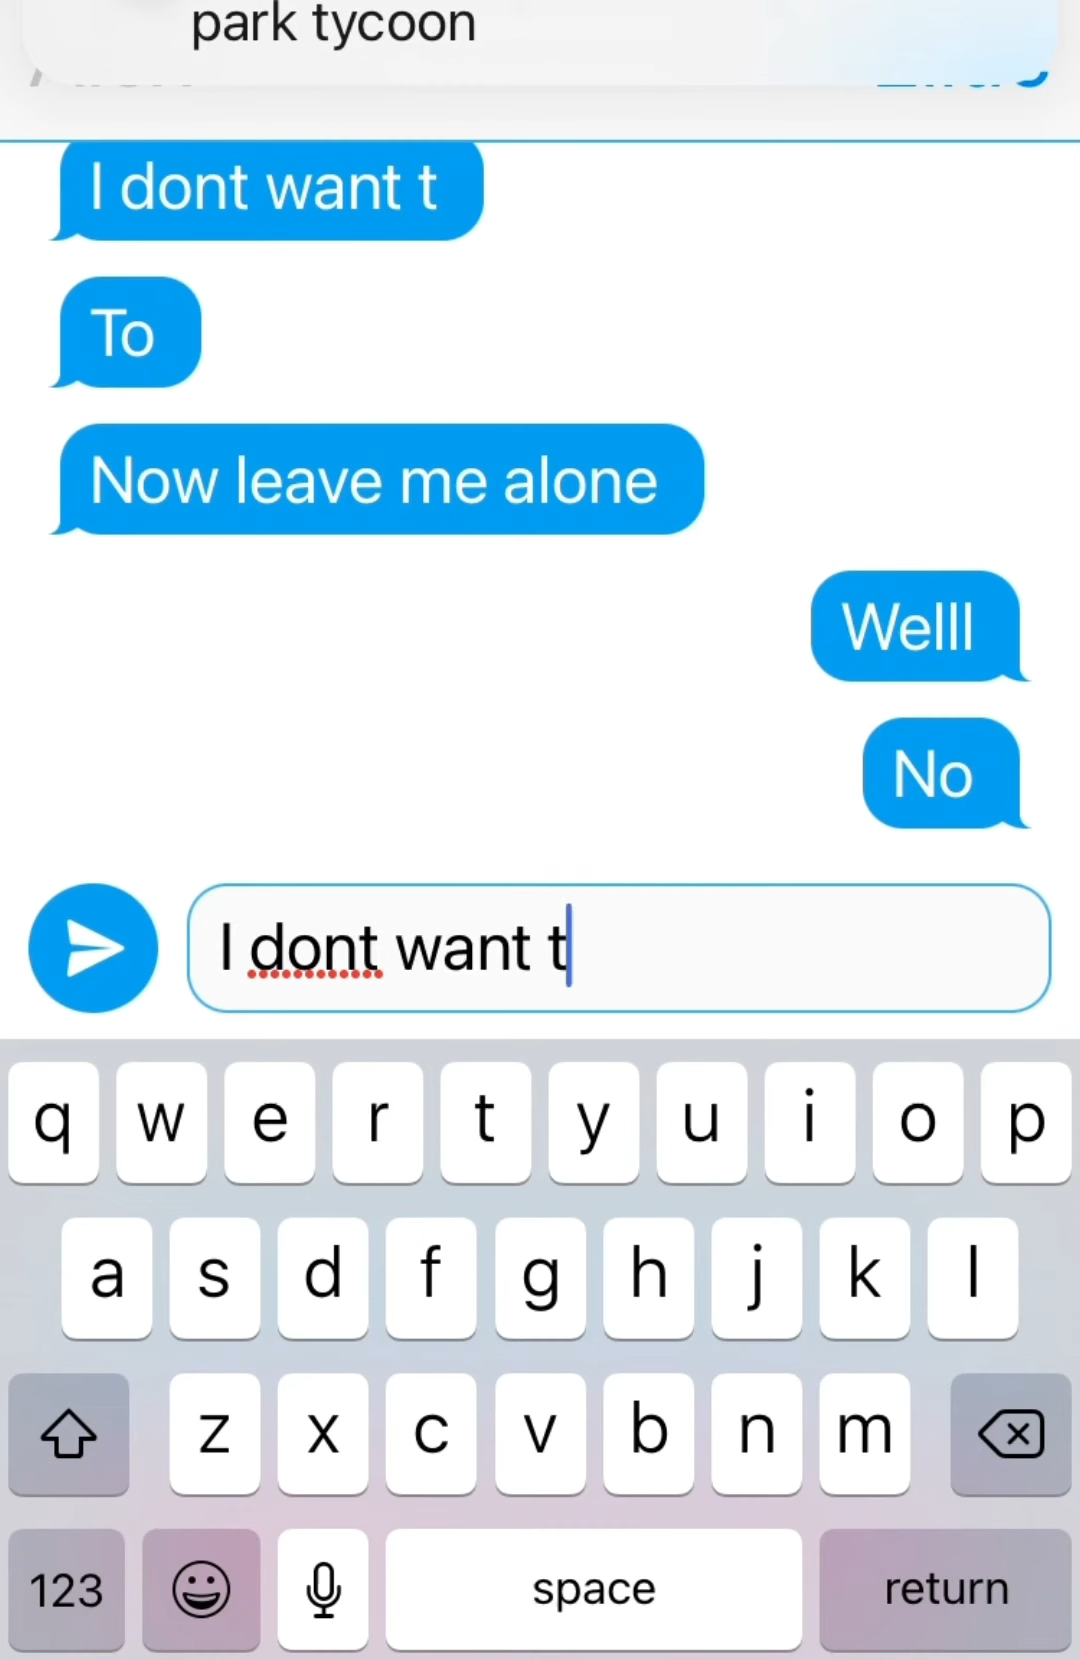 park tycoon
I dont want t
To
Now leave me alone
Welll
No
I dont want t
q w e r t y u i o p
a s d f g h j k l
z x c v b n m
123 space return